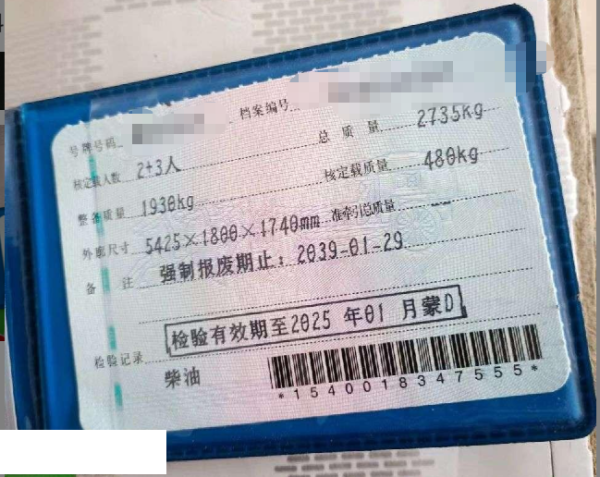 号牌号码 档案编号
核定载人数 2+3人 总质量 2735kg
整备质量 1930kg 核定载质量 480kg
外廓尺寸 5425×1800×1740mm 准牵引总质量
备注 强制报废期止：2039-01-29
检验有效期至2025 年01 月蒙D
检验记录
柴油
*1540018347555*